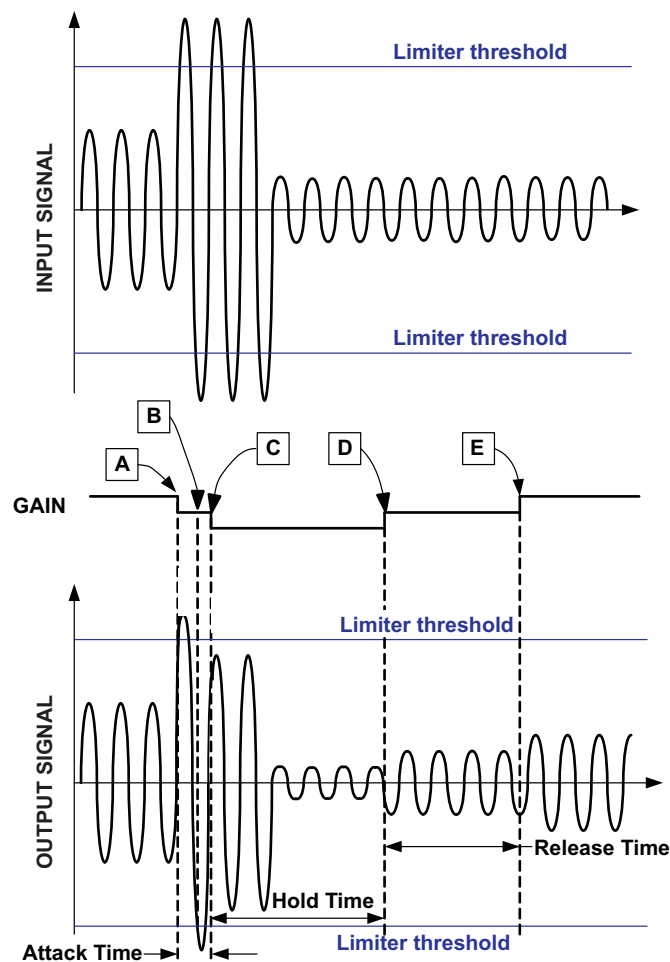 Limiter threshold
INPUT SIGNAL
Limiter threshold
B
A
C
D
E
GAIN
Limiter threshold
OUTPUT SIGNAL
Release Time
Hold Time
Limiter threshold
Attack Time